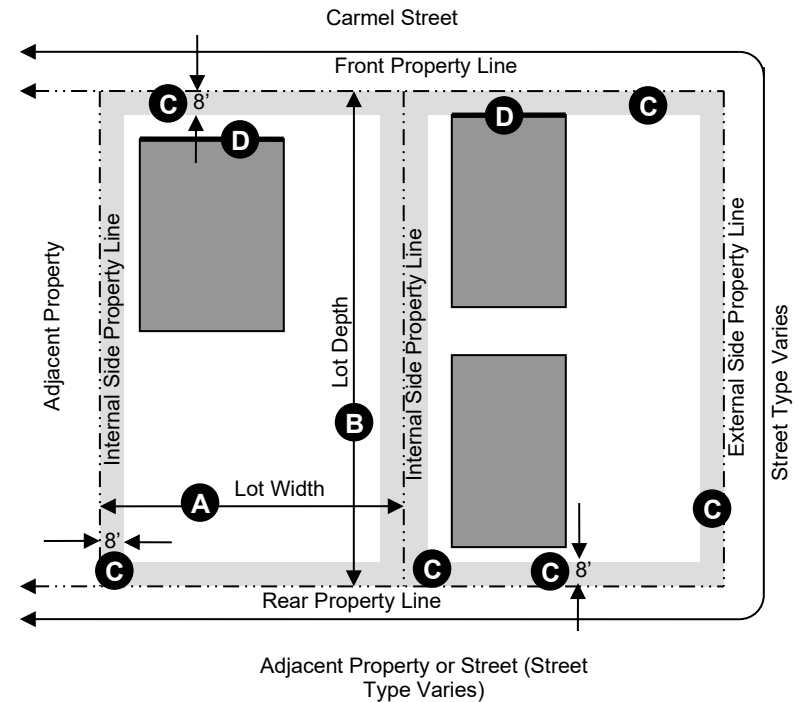 Carmel Street
Front Property Line
C 8’
C
D
D
Adjacent Property
Internal Side Property Line
Lot Depth
Internal Side Property Line
External Side Property Line
Street Type Varies
B
Lot Width
A
C
8’
C
C
C 8’
Rear Property Line
Adjacent Property or Street (Street
Type Varies)